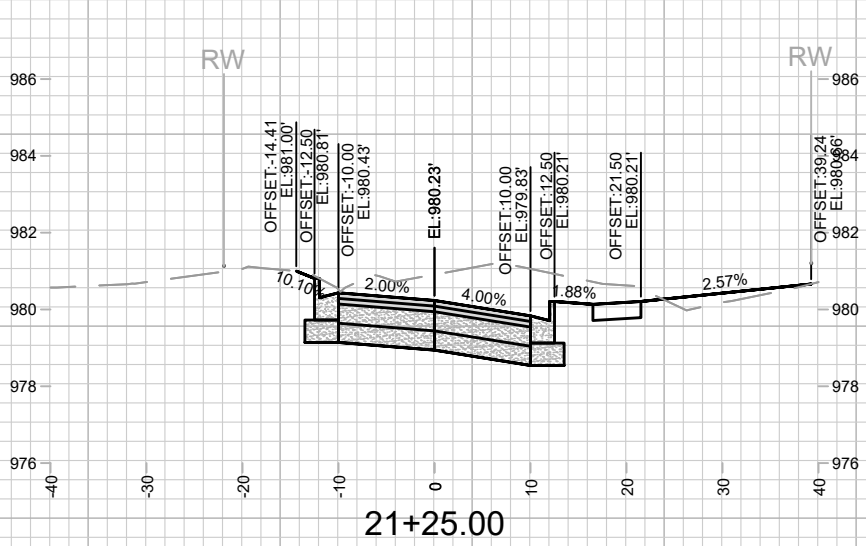 RW
RW
986
986
984
984
982
982
980
980
978
978
976
976
OFFSET:-14.41
EL:981.00'
OFFSET:-12.50
EL:980.81'
OFFSET:-10.00
EL:980.43'
EL:980.23'
OFFSET:10.00
EL:979.83'
OFFSET:12.50
EL:980.21'
OFFSET:21.50
EL:980.21'
OFFSET:39.24
EL:980.66'
10.10%
2.00%
4.00%
1.88%
2.57%
-40
-30
-20
-10
0
10
20
30
40
21+25.00